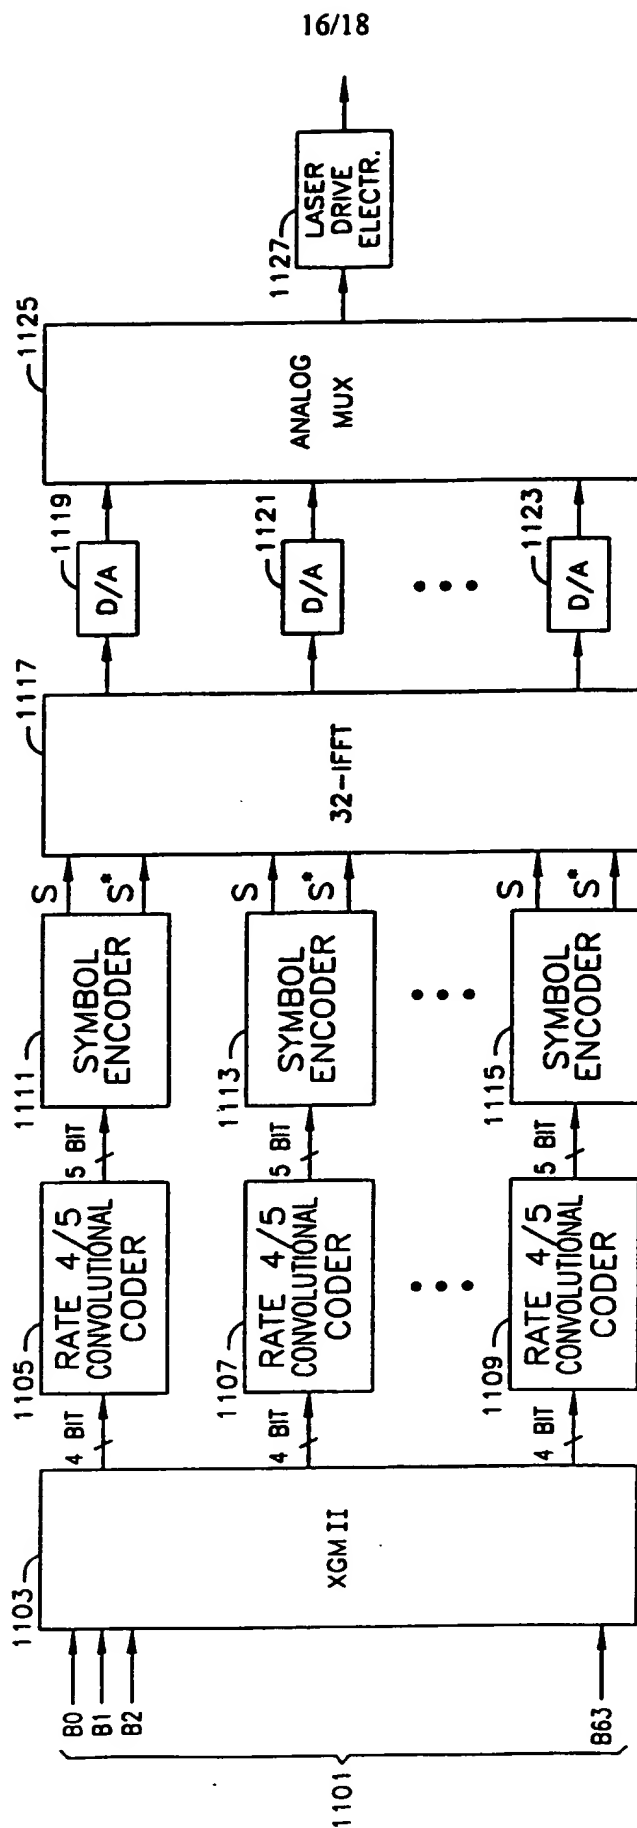 16/18
B0
B1
B2
B63
1101
1103
XGMII
4 BIT
4 BIT
4 BIT
1105
RATE 4/5
CONVOLUTIONAL
CODER
1107
RATE 4/5
CONVOLUTIONAL
CODER
1109
RATE 4/5
CONVOLUTIONAL
CODER
5 BIT
5 BIT
5 BIT
1111
SYMBOL
ENCODER
1113
SYMBOL
ENCODER
1115
SYMBOL
ENCODER
S
S*
S
S*
S
S*
1117
32-IFFT
1119
D/A
1121
D/A
1123
D/A
1125
ANALOG
MUX
1127
LASER
DRIVE
ELECTR.